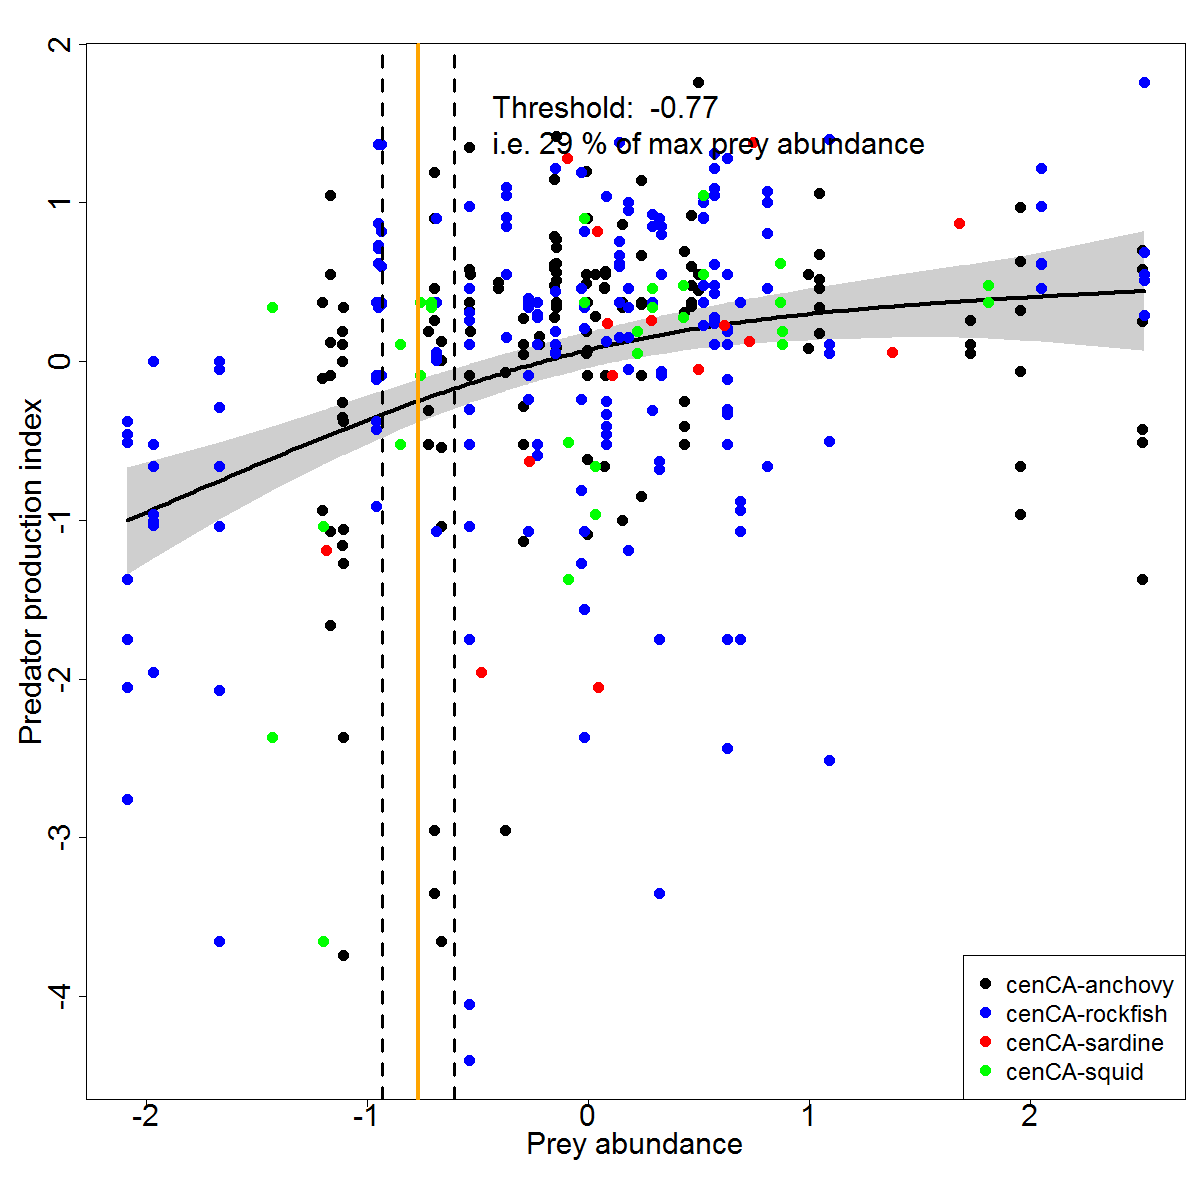 Threshold:  -0.77
i.e. 29 % of max prey abundance
Predator production index
2
1
0
-1
-2
-3
-4
-2
-1
0
1
2
Prey abundance
cenCA-anchovy
cenCA-rockfish
cenCA-sardine
cenCA-squid